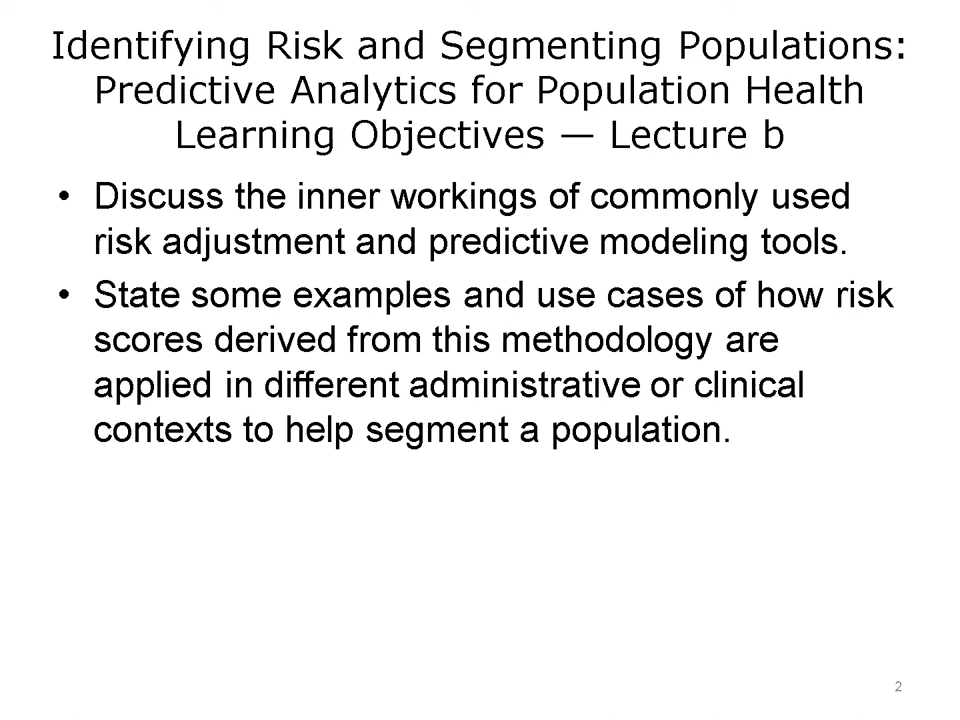 Identifying Risk and Segmenting Populations:
Predictive Analytics for Population Health
Learning Objectives — Lecture b
• Discuss the inner workings of commonly used
risk adjustment and predictive modeling tools.
• State some examples and use cases of how risk
scores derived from this methodology are
applied in different administrative or clinical
contexts to help segment a population.
2